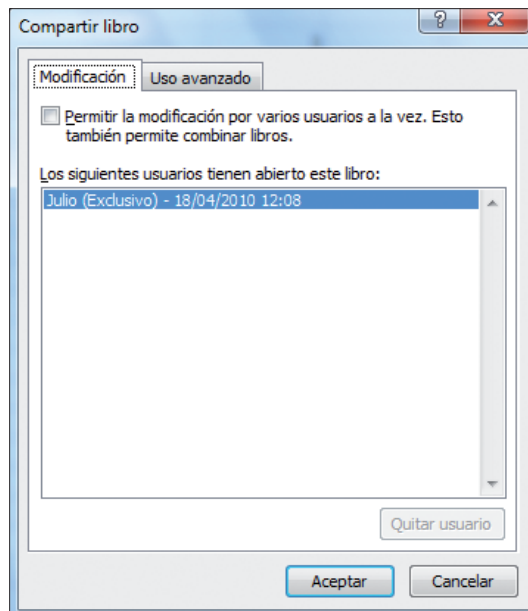 Compartir libro
Modificación
Uso avanzado
Permitir la modificación por varios usuarios a la vez. Esto
también permite combinar libros.
Los siguientes usuarios tienen abierto este libro:
Julio (Exclusivo) - 18/04/2010 12:08
Quitar usuario
Aceptar
Cancelar